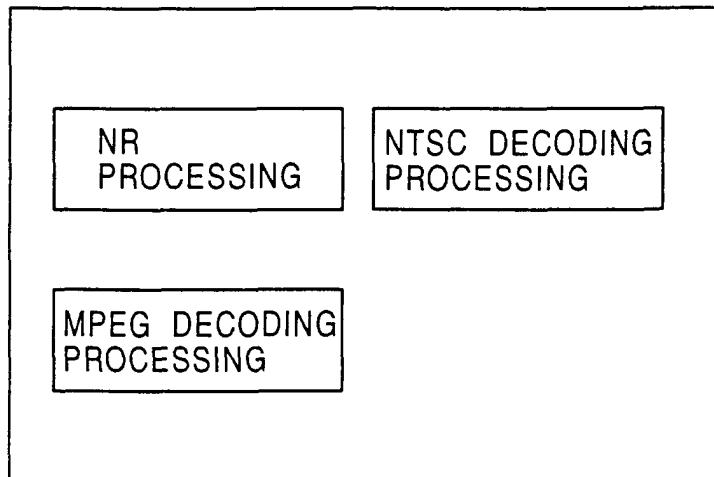 NR
PROCESSING
NTSC DECODING
PROCESSING
MPEG DECODING
PROCESSING